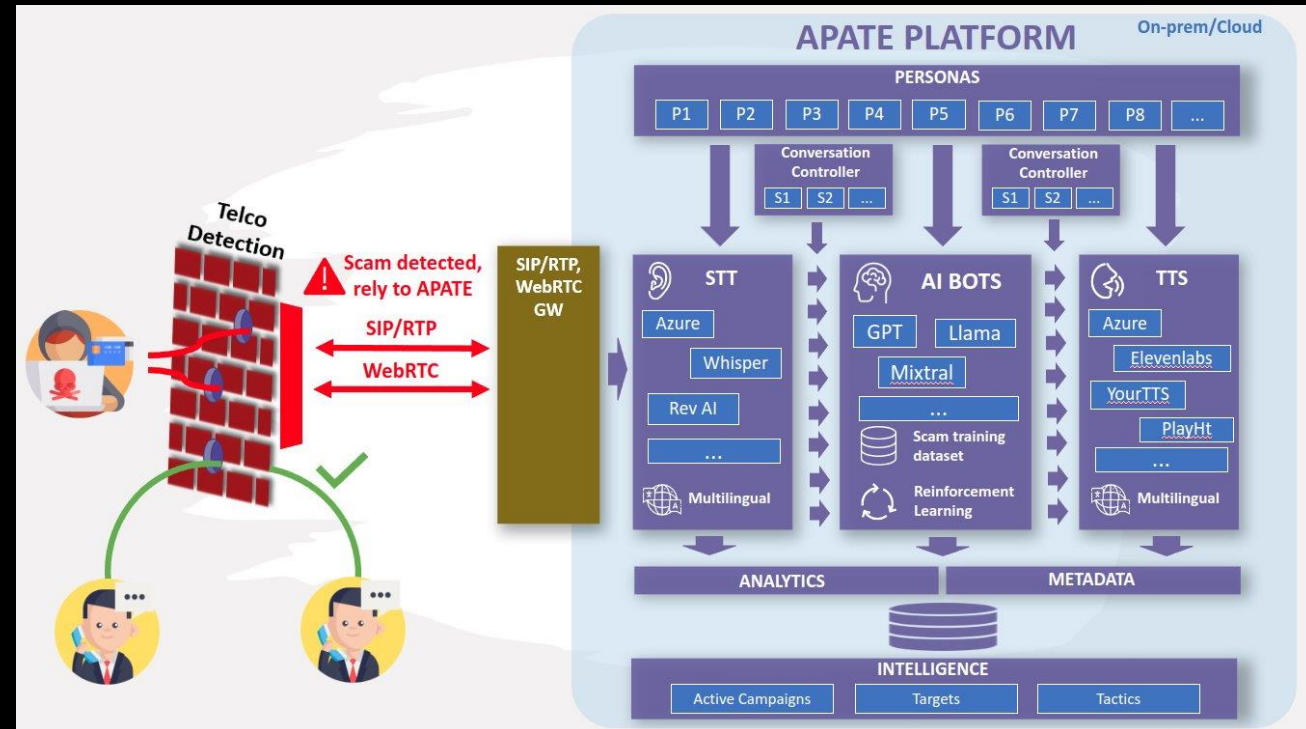 APATE PLATFORM
On-prem/Cloud
PERSONAS
P1
P2
P3
P4
P5
P6
P7
P8
...
Conversation
Controller
S1
S2
...
Conversation
Controller
S1
S2
...
Telco
Detection
Scam detected,
rely to APATE
SIP/RTP
WebRTC
SIP/RTP,
WebRTC
GW
STT
Azure
Whisper
Rev AI
...
Multilingual
AI BOTS
GPT
Llama
Mixtral
...
Scam training
dataset
Reinforcement
Learning
TTS
Azure
Elevenlabs
YourTTS
PlayHt
...
Multilingual
ANALYTICS
METADATA
INTELLIGENCE
Active Campaigns
Targets
Tactics